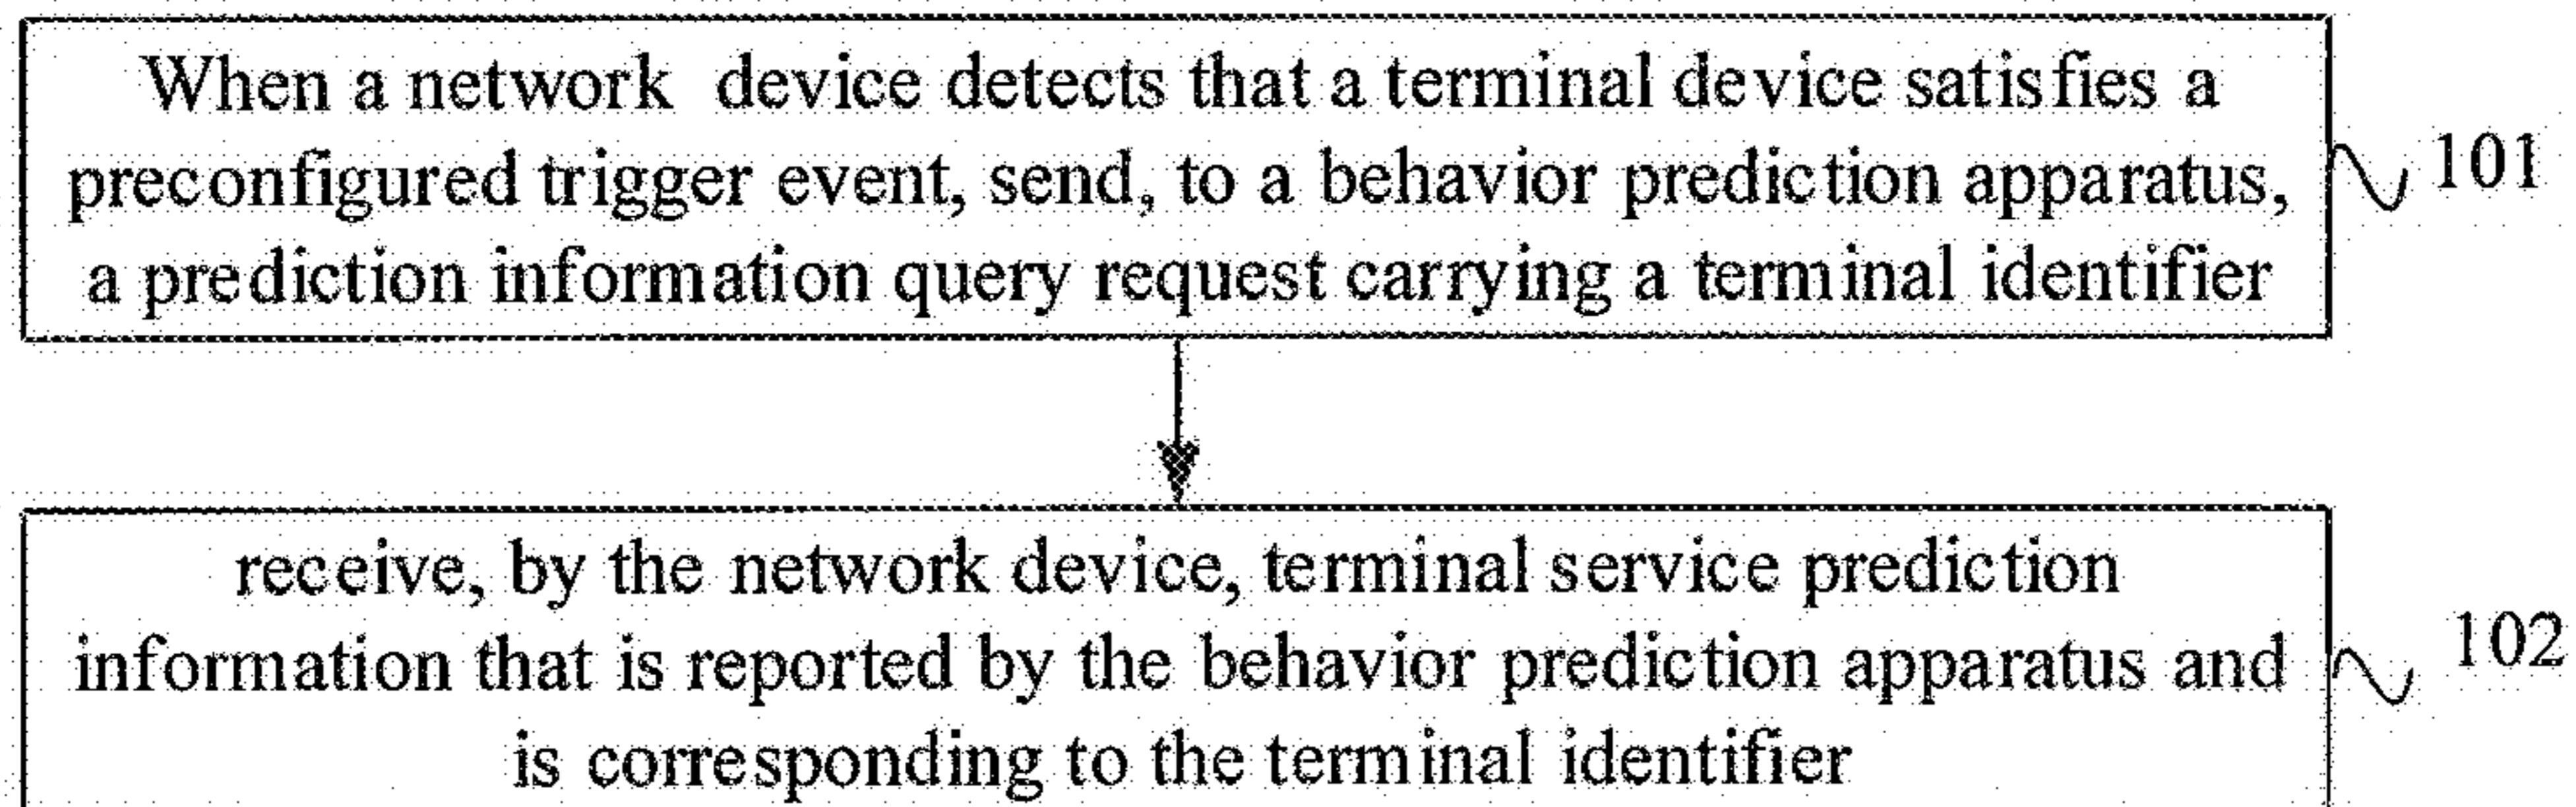 When a network device detects that a terminal device satisfies a
preconfigured trigger event, send, to a behavior prediction apparatus,
a prediction information query request carrying a terminal identifier
101
receive, by the network device, terminal service prediction
information that is reported by the behavior prediction apparatus and
is corresponding to the terminal identifier
102